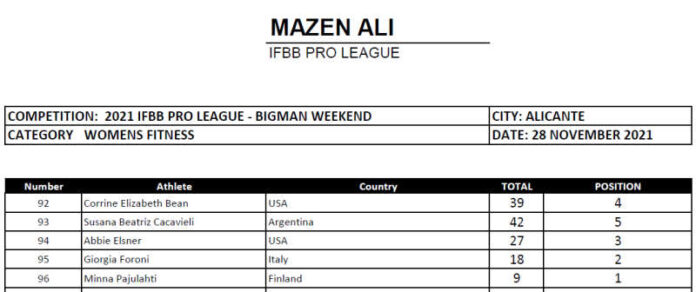 MAZEN ALI
IFBB PRO LEAGUE
COMPETITION: 2021 IFBB PRO LEAGUE - BIGMAN WEEKEND CITY: ALICANTE
CATEGORY WOMENS FITNESS DATE: 28 NOVEMBER 2021
Number Athlete Country TOTAL POSITION
92 Corrine Elizabeth Bean USA 39 4
93 Susana Beatríz Cacavieli Argentina 42 5
94 Abbie Elsner USA 27 3
95 Giorgia Foroni Italy 18 2
96 Minna Pajulahti Finland 9 1